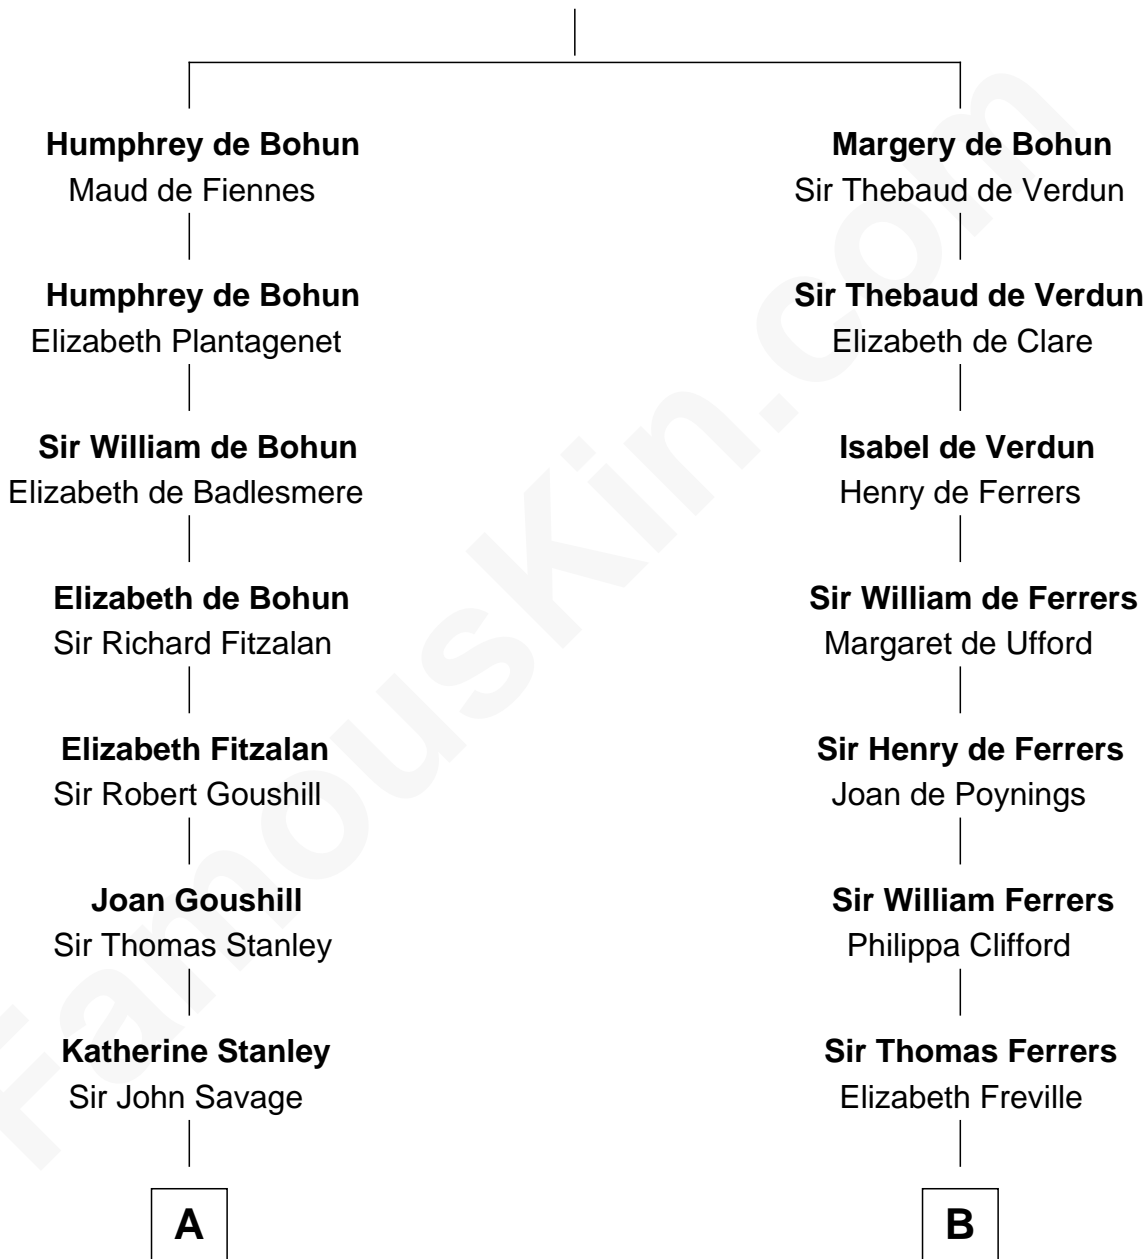 Humphrey de Bohun
Maud de Fiennes
Humphrey de Bohun
Elizabeth Plantagenet
Sir William de Bohun
Elizabeth de Badlesmere
Elizabeth de Bohun
Sir Richard Fitzalan
Elizabeth Fitzalan
Sir Robert Goushill
Joan Goushill
Sir Thomas Stanley
Katherine Stanley
Sir John Savage
A
Margery de Bohun
Sir Thebaud de Verdun
Sir Thebaud de Verdun
Elizabeth de Clare
Isabel de Verdun
Henry de Ferrers
Sir William de Ferrers
Margaret de Ufford
Sir Henry de Ferrers
Joan de Poynings
Sir William Ferrers
Philippa Clifford
Sir Thomas Ferrers
Elizabeth Freville
B
FamousKin.com